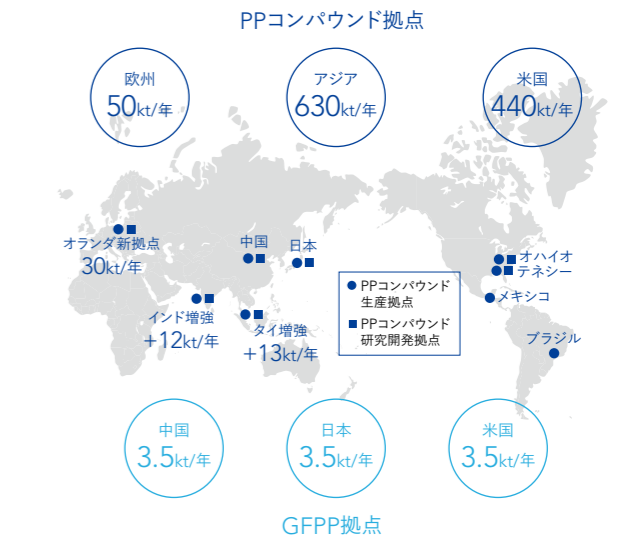 PPコンパウンド拠点
欧州
50kt/年
アジア
630kt/年
米国
440kt/年
オランダ新拠点
30kt/年
中国
日本
オハイオ
テネシー
メキシコ
インド増強
+12kt/年
タイ増強
+13kt/年
PPコンパウンド
生産拠点
PPコンパウンド
研究開発拠点
ブラジル
中国
3.5kt/年
日本
3.5kt/年
米国
3.5kt/年
GFPP拠点